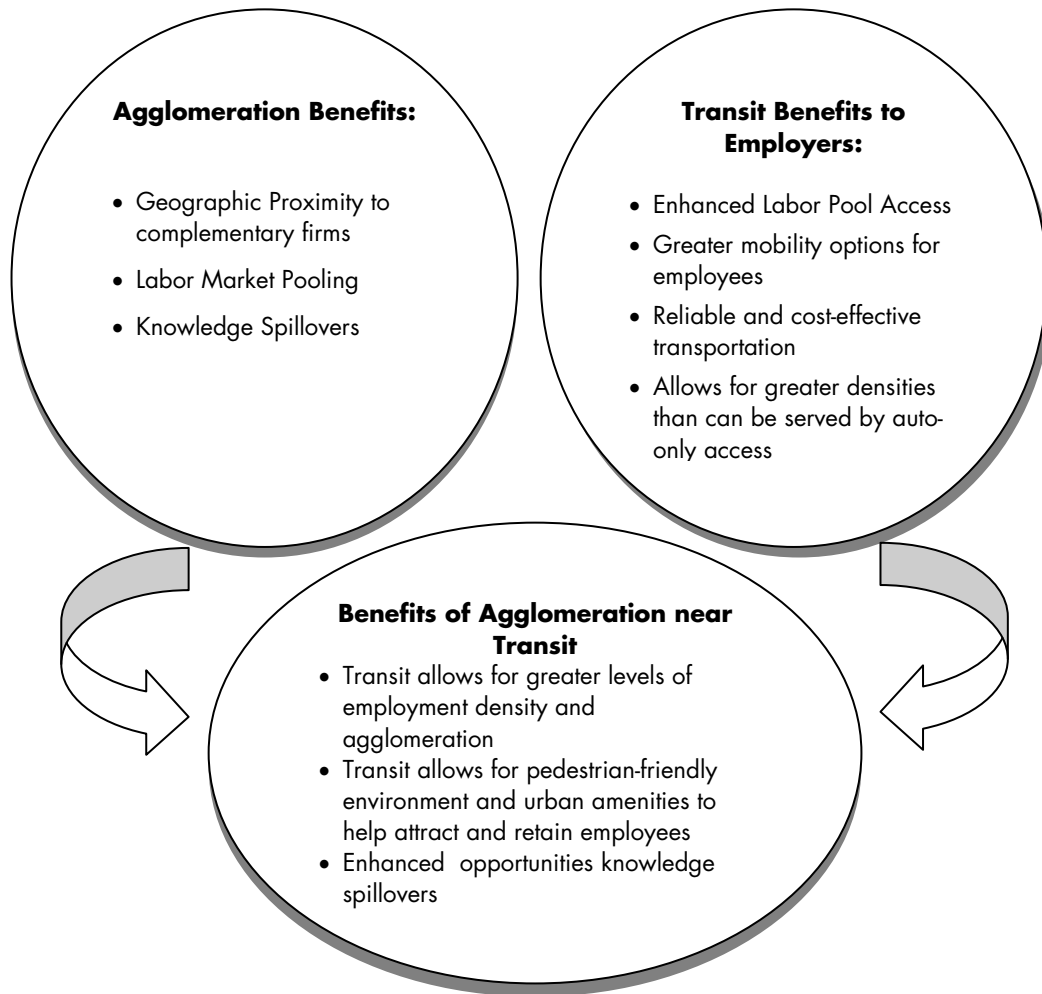 Agglomeration Benefits:
• Geographic Proximity to
complementary firms
• Labor Market Pooling
• Knowledge Spillovers
Transit Benefits to
Employers:
• Enhanced Labor Pool Access
• Greater mobility options for
employees
• Reliable and cost-effective
transportation
• Allows for greater densities
than can be served by auto-
only access
Benefits of Agglomeration near
Transit
• Transit allows for greater levels of
employment density and
agglomeration
• Transit allows for pedestrian-friendly
environment and urban amenities to
help attract and retain employees
• Enhanced  opportunities knowledge
spillovers